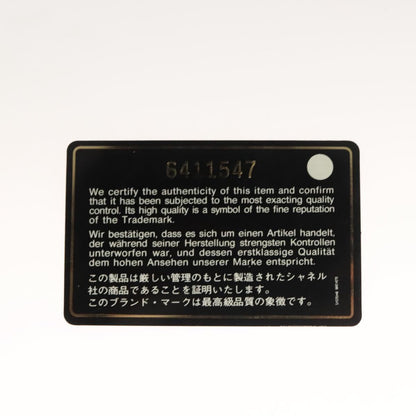 6411547
We certify the authenticity of this item and confirm
that it has been subjected to the most exacting quality
control. Its high quality is a symbol of the fine reputation
of the Trademark.
Wir bestätigen, dass es sich um einen Artikel handelt,
der während seiner Herstellung strengsten Kontrollen
unterworfen war, und dessen erstklassige Qualität
dem hohen Ansehen unserer Marke entspricht.
この製品は厳しい管理のもとに製造されたシャネル
社の商品であることを証明いたします。
このブランド・マークは最高級品質の象徴です。